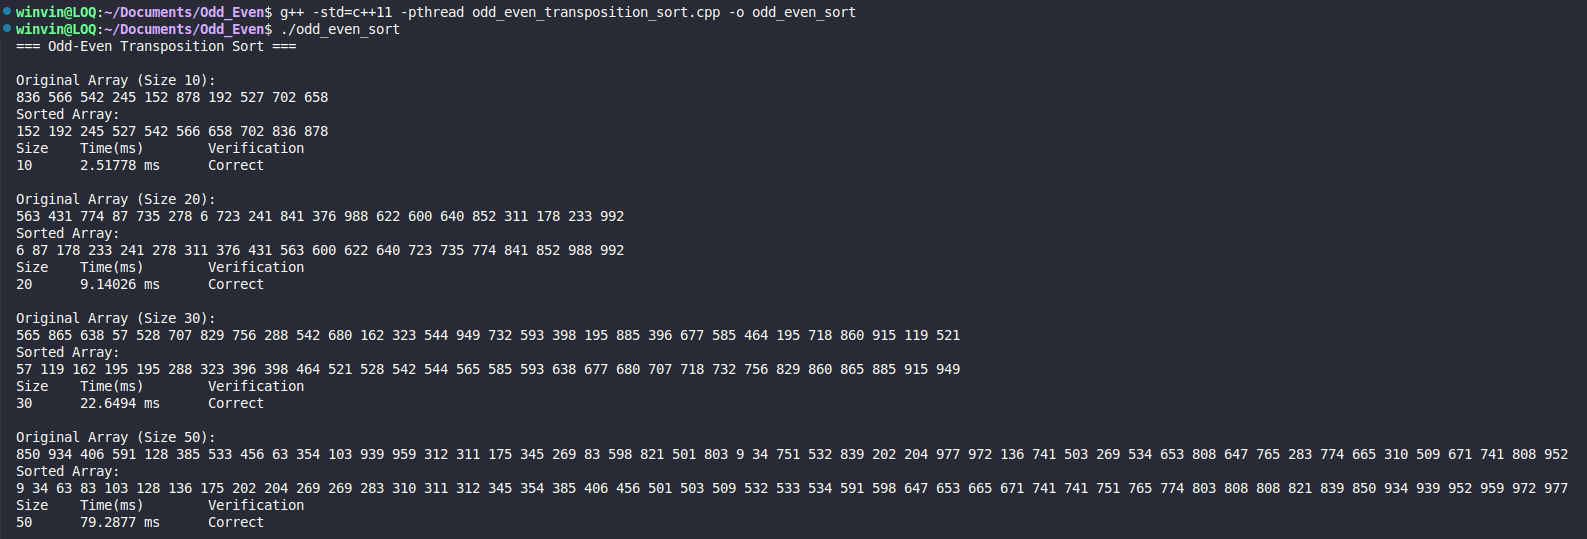 winvin@LOQ:~/Documents/Odd_Even$ g++ -std=c++11 -pthread odd_even_transposition_sort.cpp -o odd_even_sort
winvin@LOQ:~/Documents/Odd_Even$ ./odd_even_sort
=== Odd-Even Transposition Sort ===
Original Array (Size 10):
836 566 542 245 152 878 192 527 702 658
Sorted Array:
152 192 245 527 542 566 658 702 836 878
Size    Time(ms)        Verification
10      2.51778 ms      Correct
Original Array (Size 20):
563 431 774 87 735 278 6 723 241 841 376 988 622 600 640 852 311 178 233 992
Sorted Array:
6 87 178 233 241 278 311 376 431 563 600 622 640 723 735 774 841 852 988 992
Size    Time(ms)        Verification
20      9.14026 ms      Correct
Original Array (Size 30):
565 865 638 57 528 707 829 756 288 542 680 162 323 544 949 732 593 398 195 885 396 677 585 464 195 718 860 915 119 521
Sorted Array:
57 119 162 195 195 288 323 396 398 464 521 528 542 544 565 585 593 638 677 680 707 718 732 756 829 860 865 885 915 949
Size    Time(ms)        Verification
30      22.6494 ms      Correct
Original Array (Size 50):
850 934 406 591 128 385 533 456 63 354 103 939 959 312 311 175 345 269 83 598 821 501 803 9 34 751 532 839 202 204 977 972 136 741 503 269 534 653 808 647 765 283 774 665 310 509 671 741 808 952
Sorted Array:
9 34 63 83 103 128 136 175 202 204 269 269 283 310 311 312 345 354 385 406 456 501 503 509 532 533 534 591 598 647 653 665 671 741 741 751 765 774 803 808 808 821 839 850 934 939 952 959 972 977
Size    Time(ms)        Verification
50      79.2877 ms      Correct